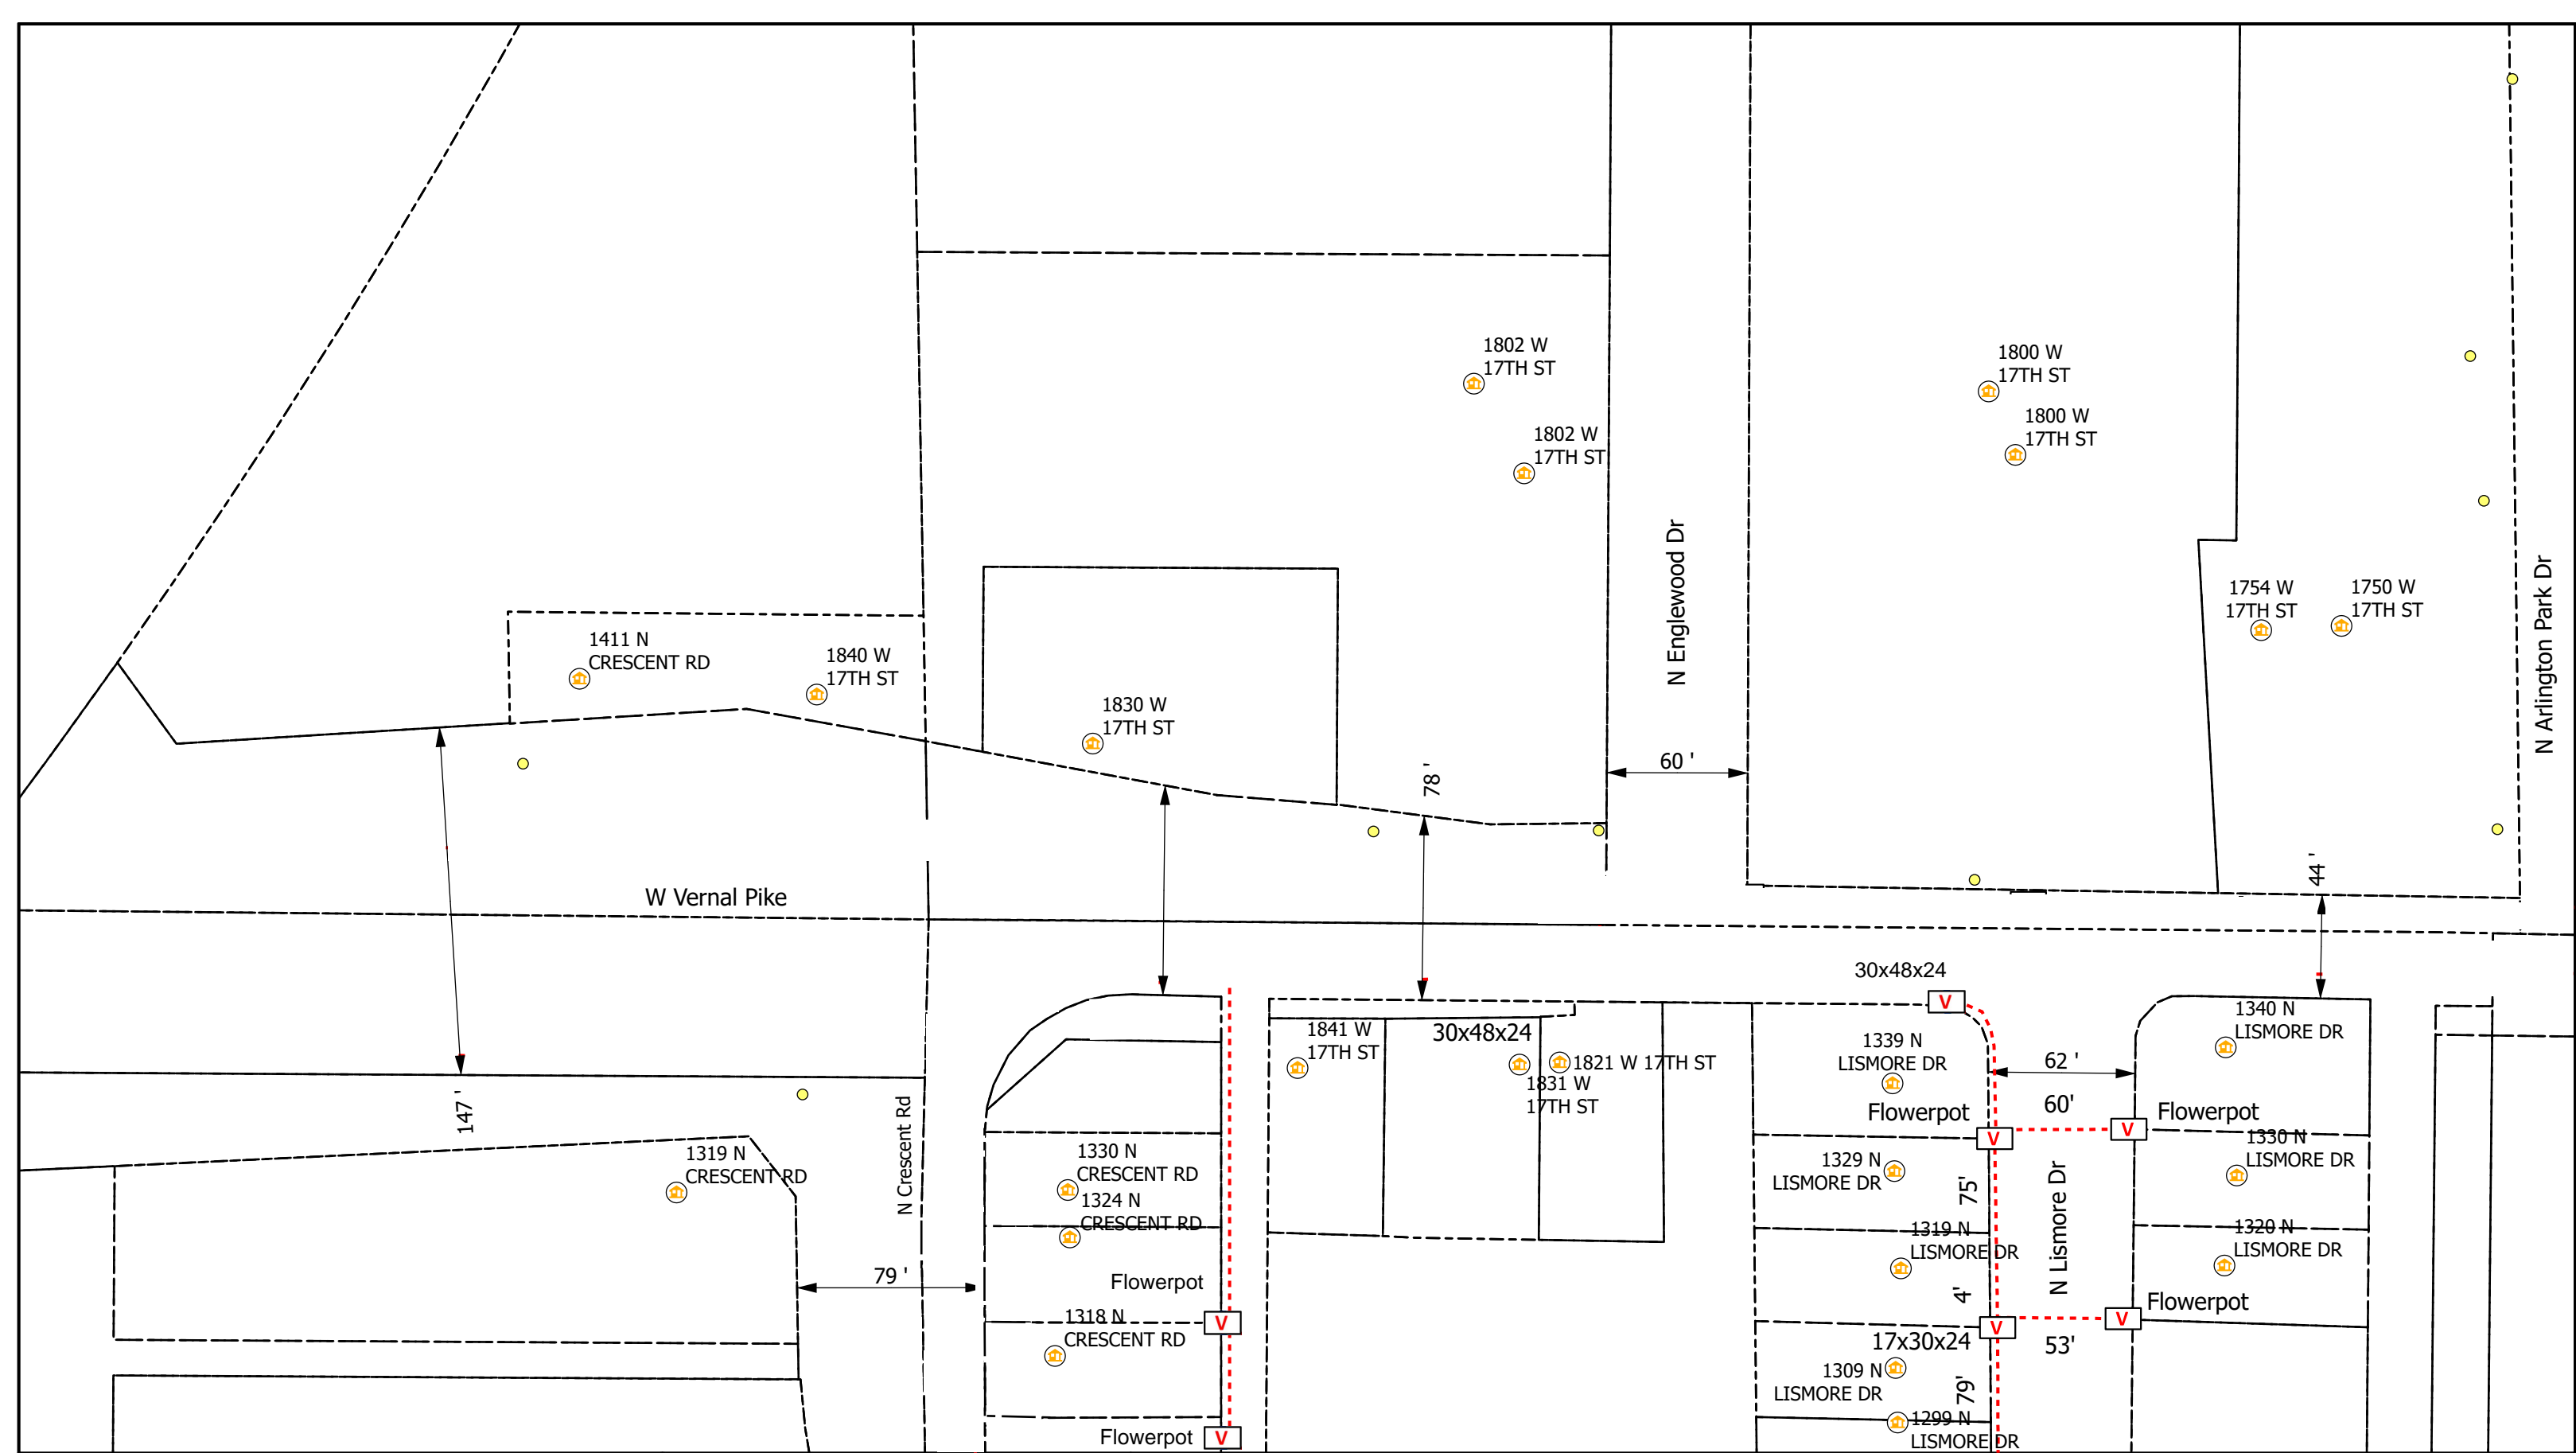 1802 W
17TH ST
1800 W
17TH ST
1800 W
17TH ST
1802 W
17TH ST
N Englewood Dr
N Arlington Park Dr
1754 W
17TH ST
1750 W
17TH ST
1411 N
CRESCENT RD
1840 W
17TH ST
1830 W
17TH ST
78 '
60 '
44 '
W Vernal Pike
30x48x24
V
1340 N
LISMORE DR
1841 W
17TH ST
30x48x24
1339 N
LISMORE DR
1821 W 17TH ST
1831 W
17TH ST
62 '
147 '
N Crescent Rd
Flowerpot
60'
Flowerpot
V
V
1330 N
LISMORE DR
1319 N
CRESCENT RD
1330 N
CRESCENT RD
1329 N
LISMORE DR
75'
N Lismore Dr
1324 N
CRESCENT RD
1319 N
LISMORE DR
1320 N
LISMORE DR
79 '
Flowerpot
4'
Flowerpot
1318 N
CRESCENT RD
V
V
V
17x30x24
53'
1309 N
LISMORE DR
79'
1299 N
LISMORE DR
Flowerpot
V